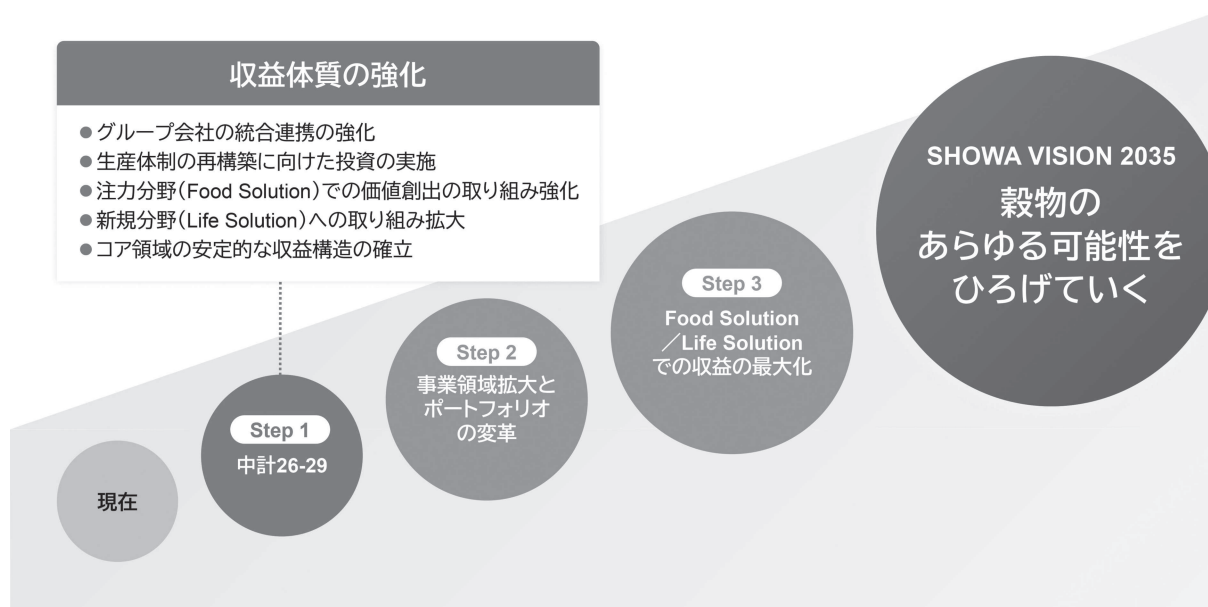 収益体質の強化
●グループ会社の統合連携の強化
●生産体制の再構築に向けた投資の実施
●注力分野(Food Solution)での価値創出の取り組み強化
●新規分野(Life Solution)への取り組み拡大
●コア領域の安定的な収益構造の確立
現在
Step 1
中計26-29
Step 2
事業領域拡大と
ポートフォリオ
の変革
Step 3
Food Solution
／Life Solution
での収益の最大化
SHOWA VISION 2035
穀物の
あらゆる可能性を
ひろげていく